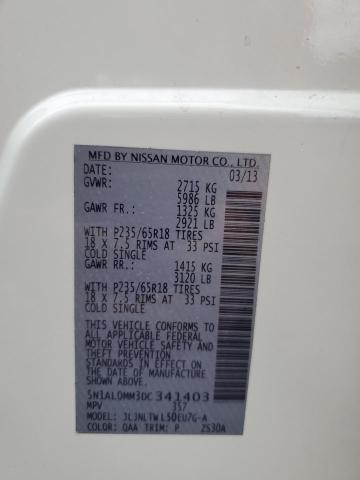 MFD BY NISSAN MOTOR CO., LTD.
DATE: 03/13
GVWR: 2715 KG
5986 LB
GAWR FR.: 1325 KG
2921 LB
WITH P235/65R18 TIRES
18 X 7.5 RIMS AT 33 PSI
COLD SINGLE
GAWR RR.: 1415 KG
3120 LB
WITH P235/65R18 TIRES
18 X 7.5 RIMS AT 33 PSI
COLD SINGLE
THIS VEHICLE CONFORMS TO
ALL APPLICABLE FEDERAL
MOTOR VEHICLE SAFETY AND
THEFT PREVENTION
STANDARDS IN EFFECT ON
THE DATE OF MANUFACTURE
SHOWN ABOVE.
5N1AL0MM3DC341403
MPV 357
MODEL: JLJNLTWL50EU7G-A
COLOR: QAA TRIM: P ZS30A